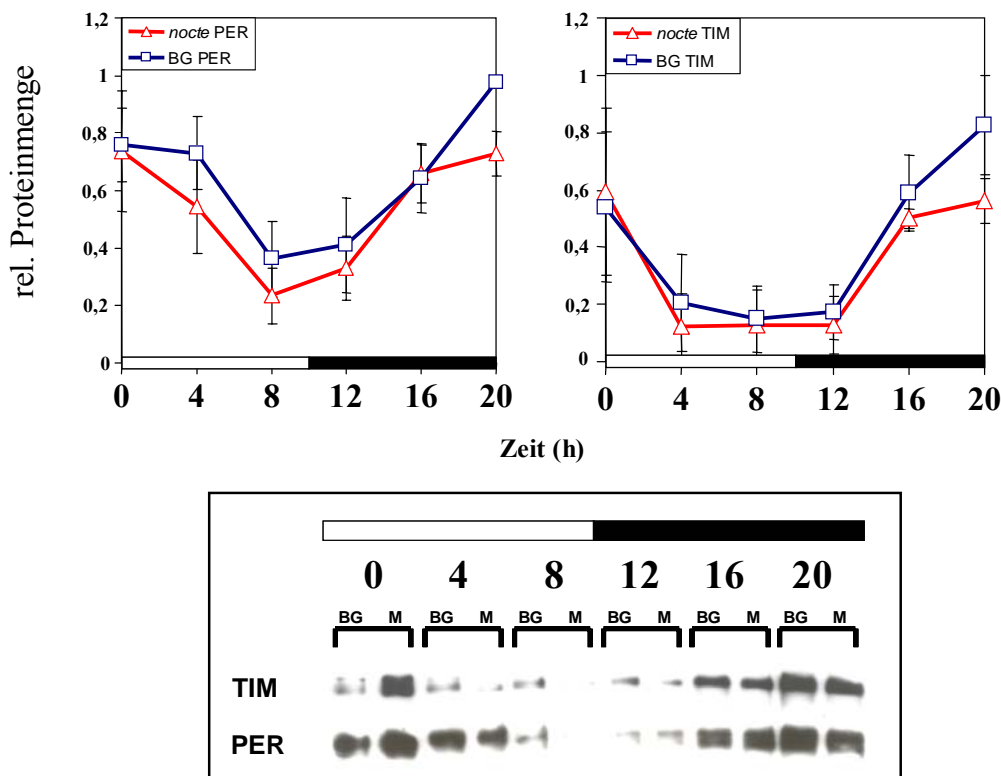 1,2
1
0,8
0,6
0,4
0,2
0
rel. Proteinmenge
nocte PER
BG PER
0 4 8 12 16 20
1,2
1
0,8
0,6
0,4
0,2
0
nocte TIM
BG TIM
0 4 8 12 16 20
Zeit (h)
0 4 8 12 16 20
BG M BG M BG M BG M BG M BG M
TIM
PER